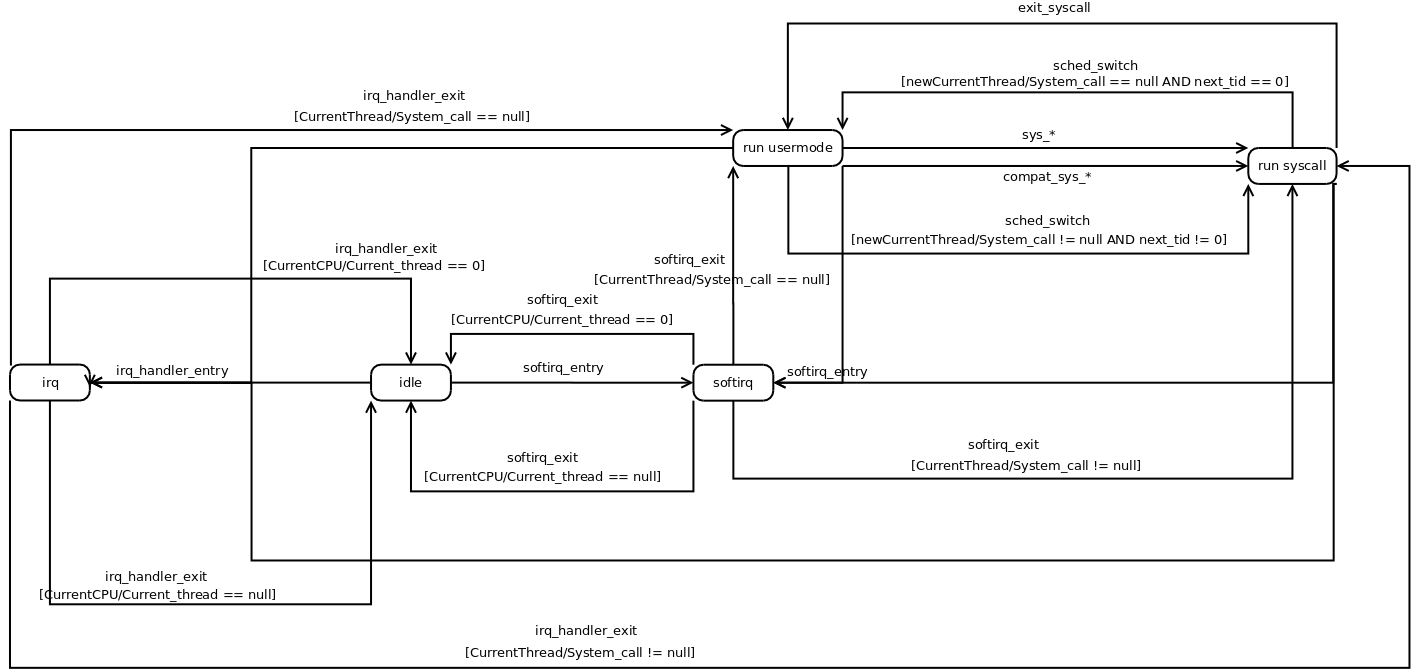 exit_syscall
sched_switch
[newCurrentThread/System_call == null AND next_tid == 0]
irq_handler_exit
[CurrentThread/System_call == null]
sys_*
run usermode
run syscall
compat_sys_*
sched_switch
[newCurrentThread/System_call != null AND next_tid != 0]
irq_handler_exit
[CurrentCPU/Current_thread == 0]
softirq_exit
[CurrentThread/System_call == null]
softirq_exit
[CurrentCPU/Current_thread == 0]
irq_handler_entry
softirq_entry
softirq_entry
irq
idle
softirq
softirq_exit
[CurrentThread/System_call != null]
softirq_exit
[CurrentCPU/Current_thread == null]
irq_handler_exit
[CurrentCPU/Current_thread == null]
irq_handler_exit
[CurrentThread/System_call != null]